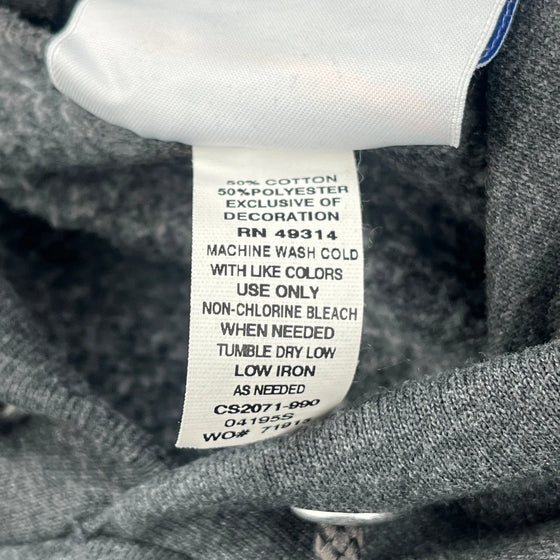 50% COTTON
50%POLYESTER
EXCLUSIVE OF
DECORATION
RN 49314
MACHINE WASH COLD
WITH LIKE COLORS
USE ONLY
NON-CHLORINE BLEACH
WHEN NEEDED
TUMBLE DRY LOW
LOW IRON
AS NEEDED
CS2071-990
04195S
WO#